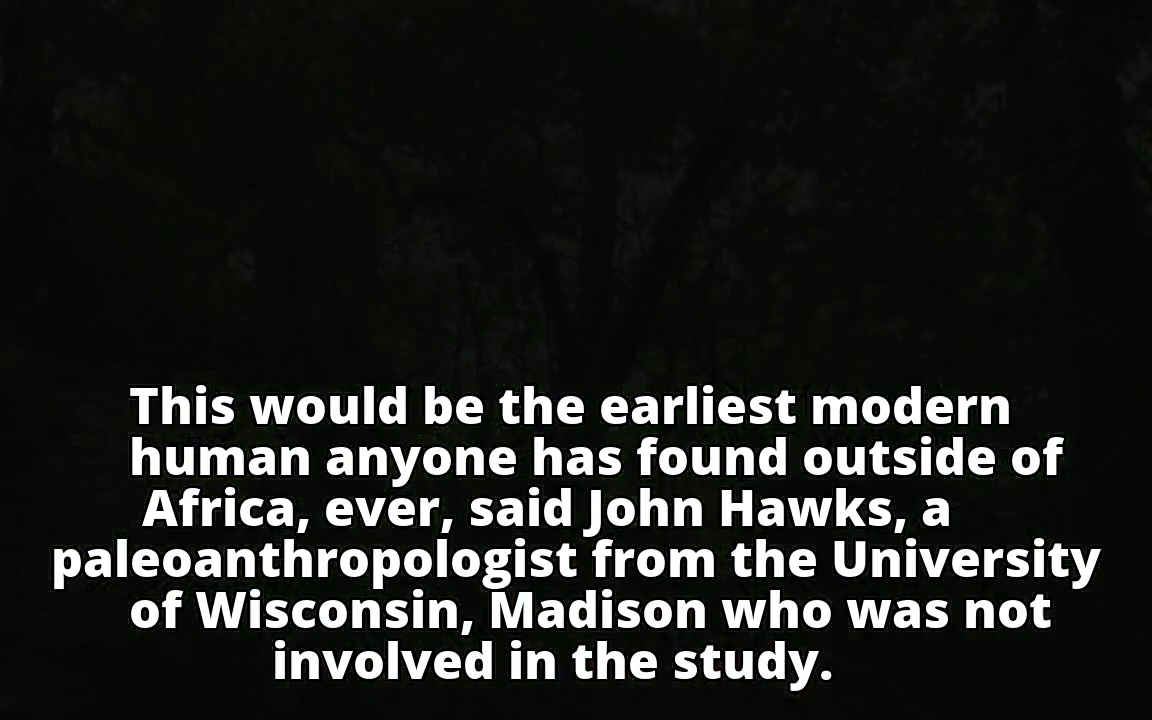 This would be the earliest modern
human anyone has found outside of
Africa, ever, said John Hawks, a
paleoanthropologist from the University
of Wisconsin, Madison who was not
involved in the study.